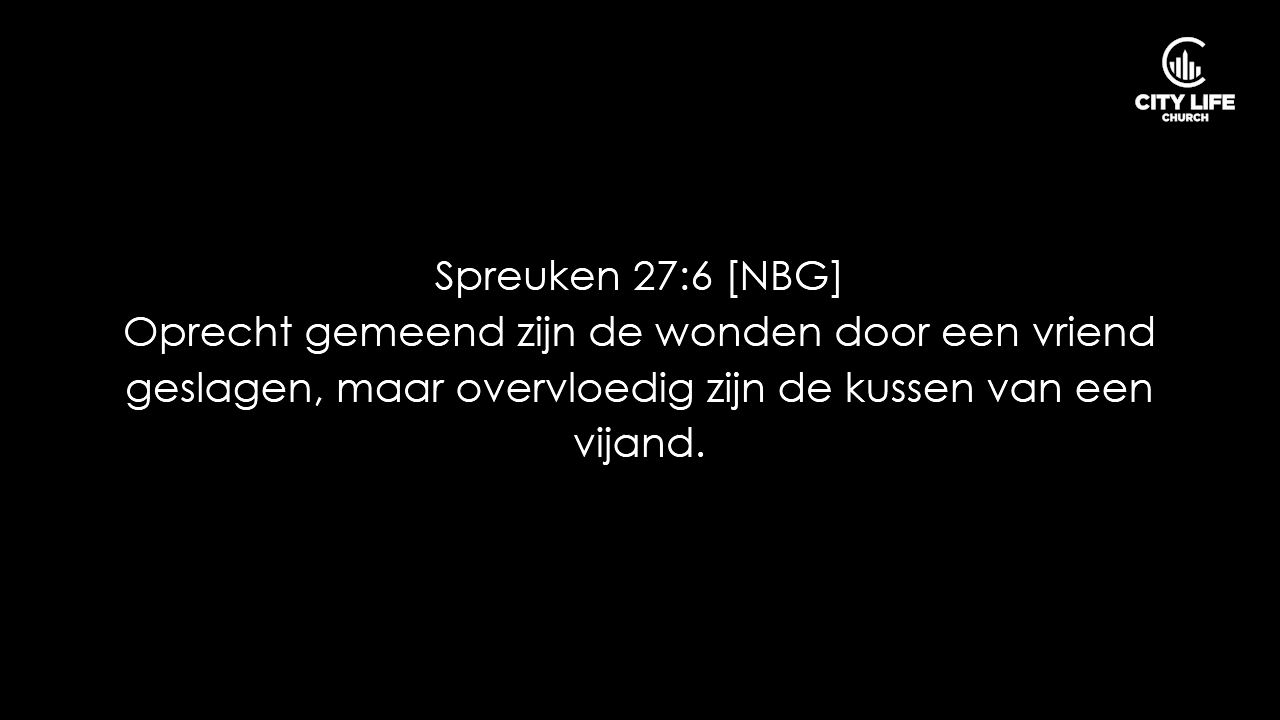 CITY LIFE
CHURCH
Spreuken 27:6 [NBG]
Oprecht gemeend zijn de wonden door een vriend
geslagen, maar overvloedig zijn de kussen van een
vijand.